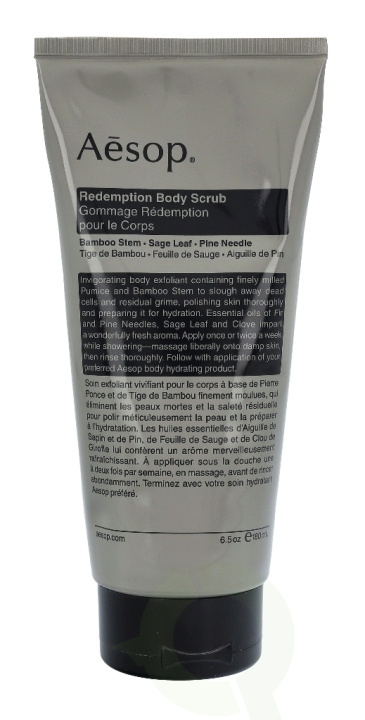 Aēsop®
Redemption Body Scrub
Gommage Rédemption
pour le Corps
Bamboo Stem • Sage Leaf • Pine Needle
Tige de Bambou • Feuille de Sauge • Aiguille de Pin
Invigorating body exfoliant containing finely milled
Pumice and Bamboo Stem to slough away dead
cells and residual grime, polishing skin thoroughly
and preparing it for hydration. Essential oils of Fir
and Pine Needles, Sage Leaf and Clove impart
a wonderfully fresh aroma. Apply once or twice a week
while showering—massage liberally onto damp skin,
then rinse thoroughly. Follow with application of your
preferred Aesop body hydrating product.
Soin exfoliant vivifiant pour le corps à base de Pierre
Ponce et de Tige de Bambou finement moulues, qui
éliminent les peaux mortes et la saleté résiduelle
pour polir méticuleusement la peau et la préparer
à l'hydratation. Les huiles essentielles d'Aiguille de
Sapin et de Pin, de Feuille de Sauge et de Clou de
Girofle lui confèrent un arôme merveilleusement
rafraîchissant. À appliquer sous la douche une
à deux fois par semaine, en massage, avant de rincer
abondamment. Terminez avec votre soin hydratant
Aesop préféré.
aesop.com 6.5oz ℮180mL